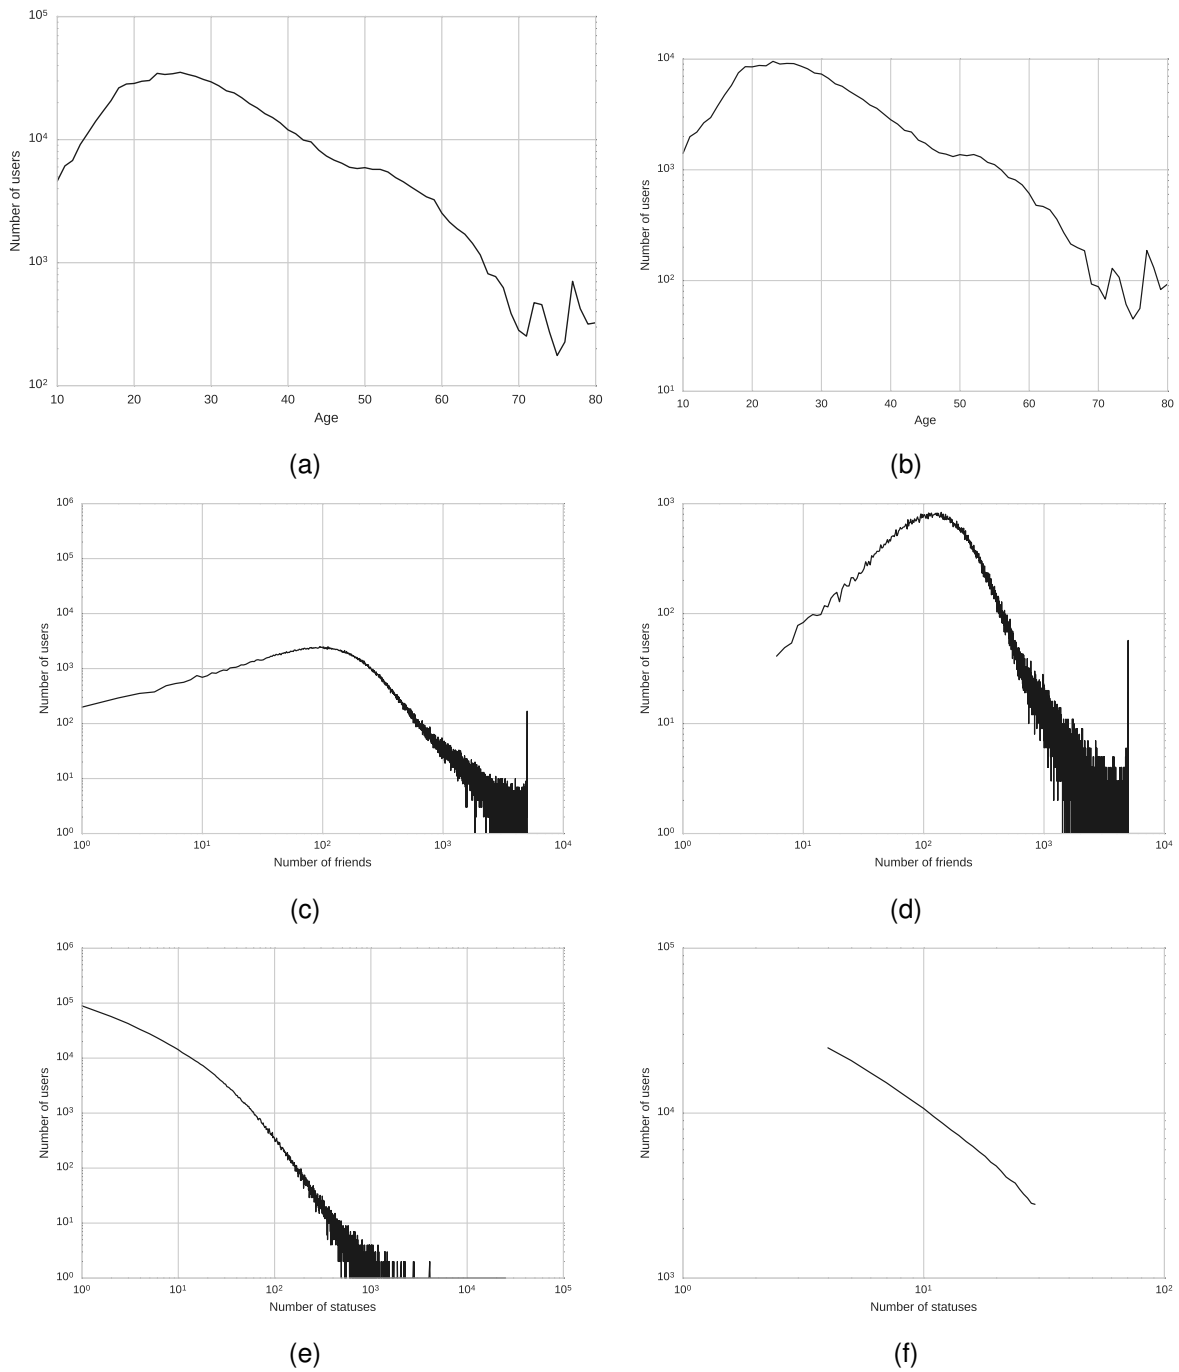 10⁵
10⁴
10³
10²
Number of users
10 20 30 40 50 60 70 80
Age
(a)
10⁴
10³
10²
10¹
Number of users
10 20 30 40 50 60 70 80
Age
(b)
10⁶
10⁵
10⁴
10³
10²
10¹
10⁰
Number of users
10⁰ 10¹ 10² 10³ 10⁴
Number of friends
(c)
10³
10²
10¹
10⁰
Number of users
10⁰ 10¹ 10² 10³ 10⁴
Number of friends
(d)
10⁶
10⁵
10⁴
10³
10²
10¹
10⁰
Number of users
10⁰ 10¹ 10² 10³ 10⁴ 10⁵
Number of statuses
(e)
10⁵
10⁴
10³
Number of users
10⁰ 10¹ 10²
Number of statuses
(f)